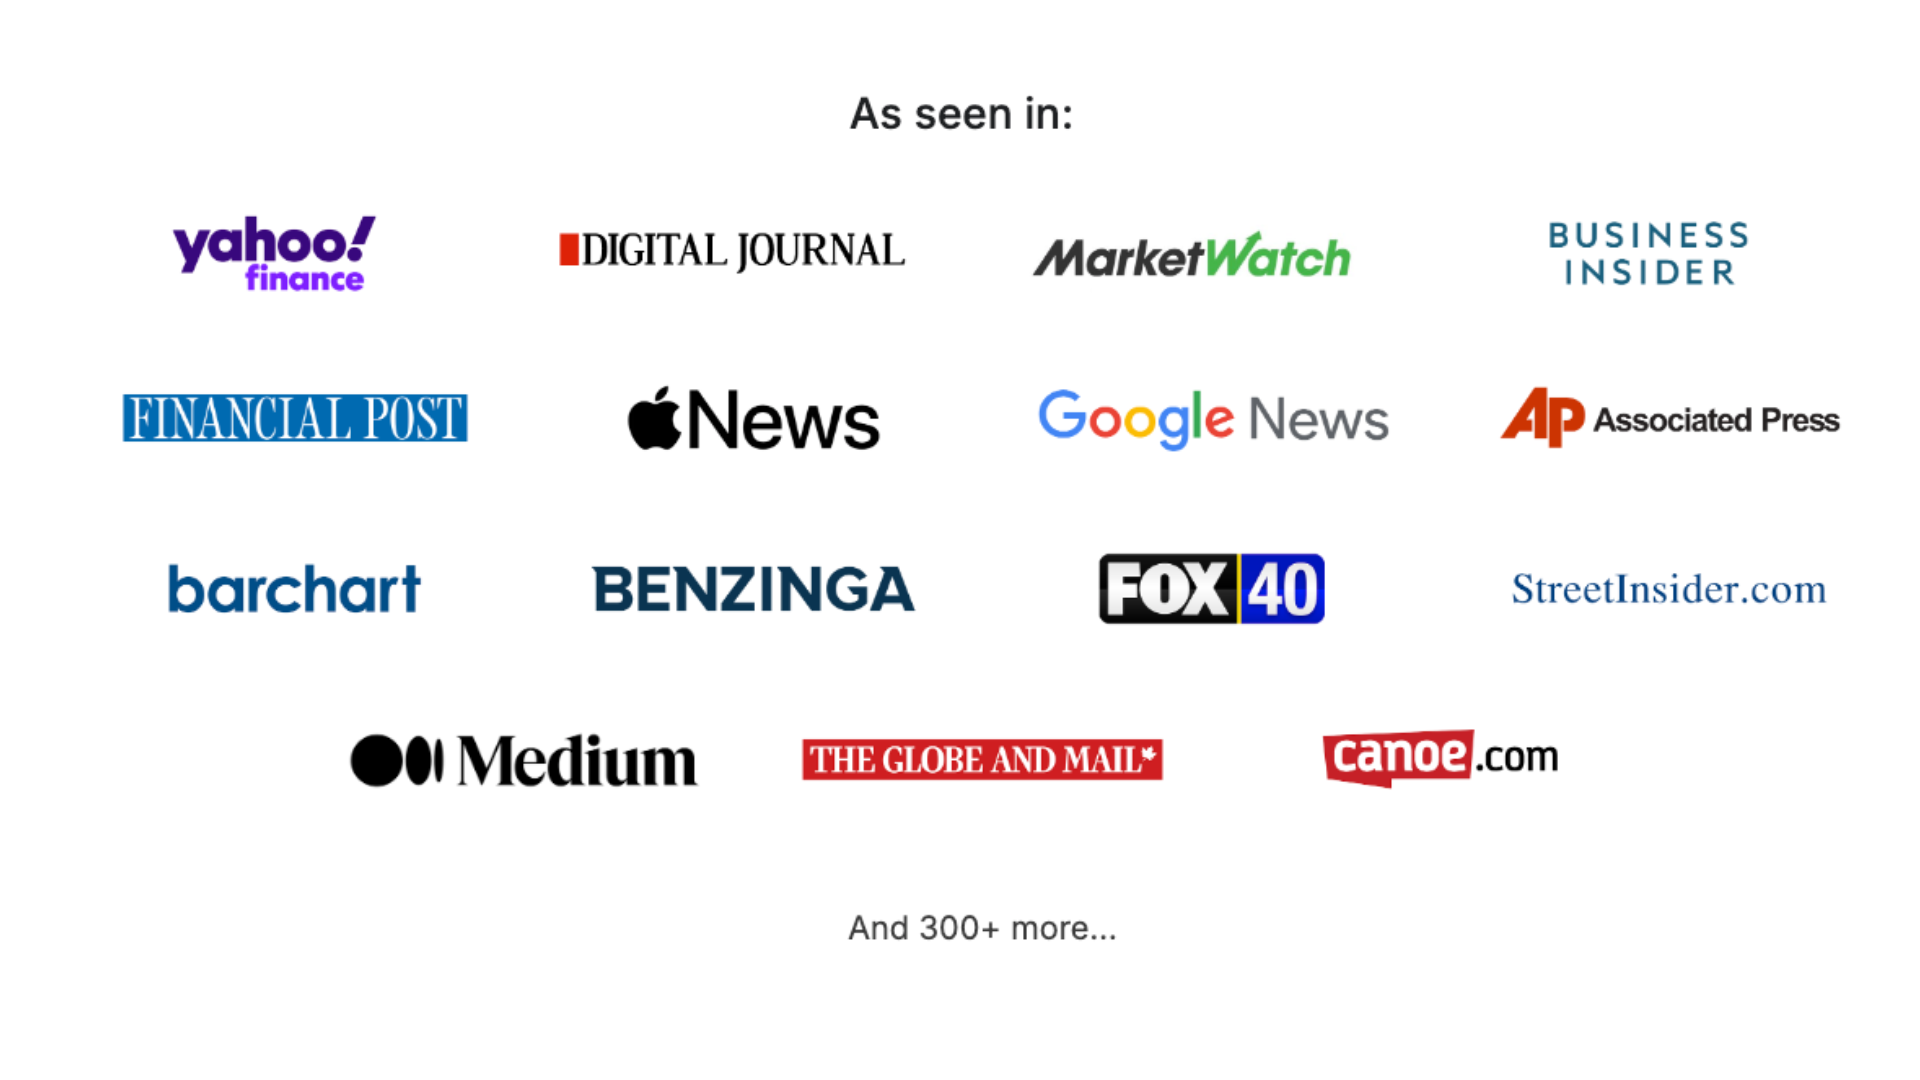 As seen in:
yahoo!
finance
DIGITAL JOURNAL
MarketWatch
BUSINESS
INSIDER
FINANCIAL POST
News
Google News
AP Associated Press
barchart
BENZINGA
FOX 40
StreetInsider.com
Medium
THE GLOBE AND MAIL
canoe.com
And 300+ more...